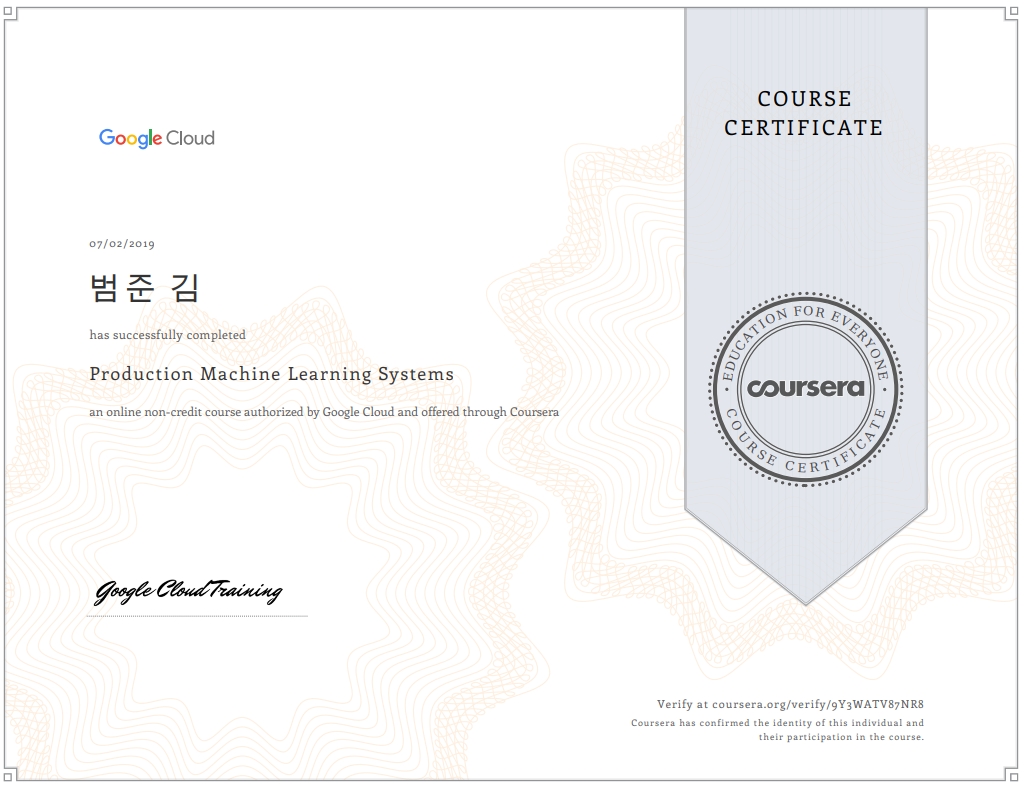 COURSE
CERTIFICATE
Google Cloud
07/02/2019
범준 김
has successfully completed
Production Machine Learning Systems
an online non-credit course authorized by Google Cloud and offered through Coursera
EDUCATION FOR EVERYONE
coursera
COURSE CERTIFICATE
Google Cloud Training
Verify at coursera.org/verify/9Y3WATV87NR8
Coursera has confirmed the identity of this individual and
their participation in the course.